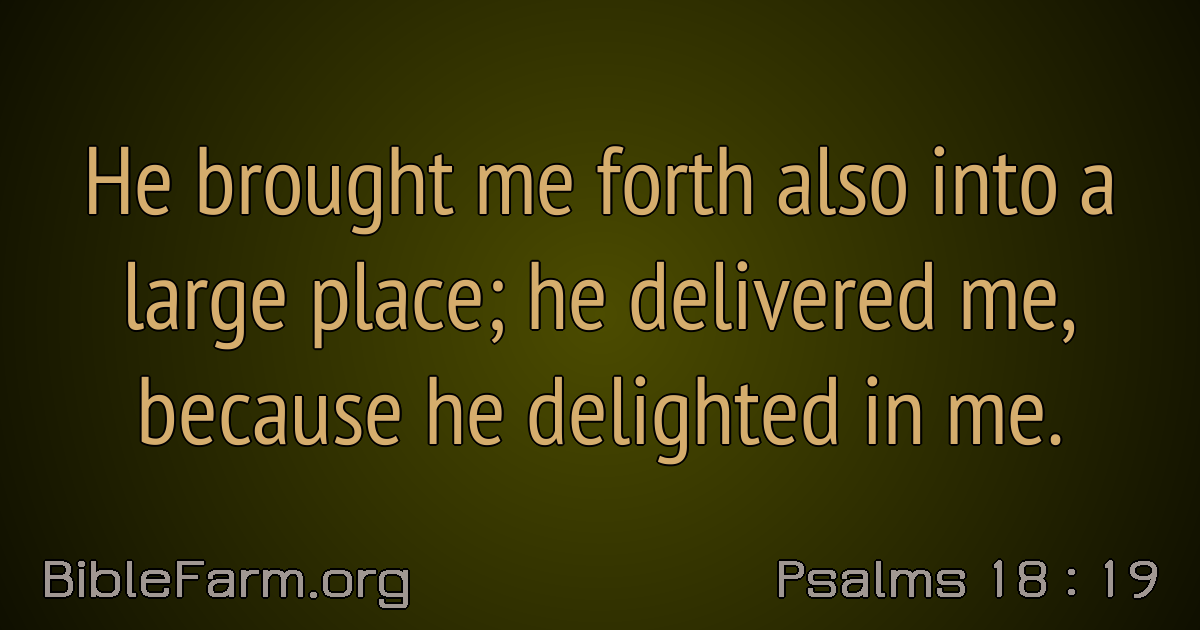 He brought me forth also into a
large place; he delivered me,
because he delighted in me.
BibleFarm.org
Psalms 18 : 19